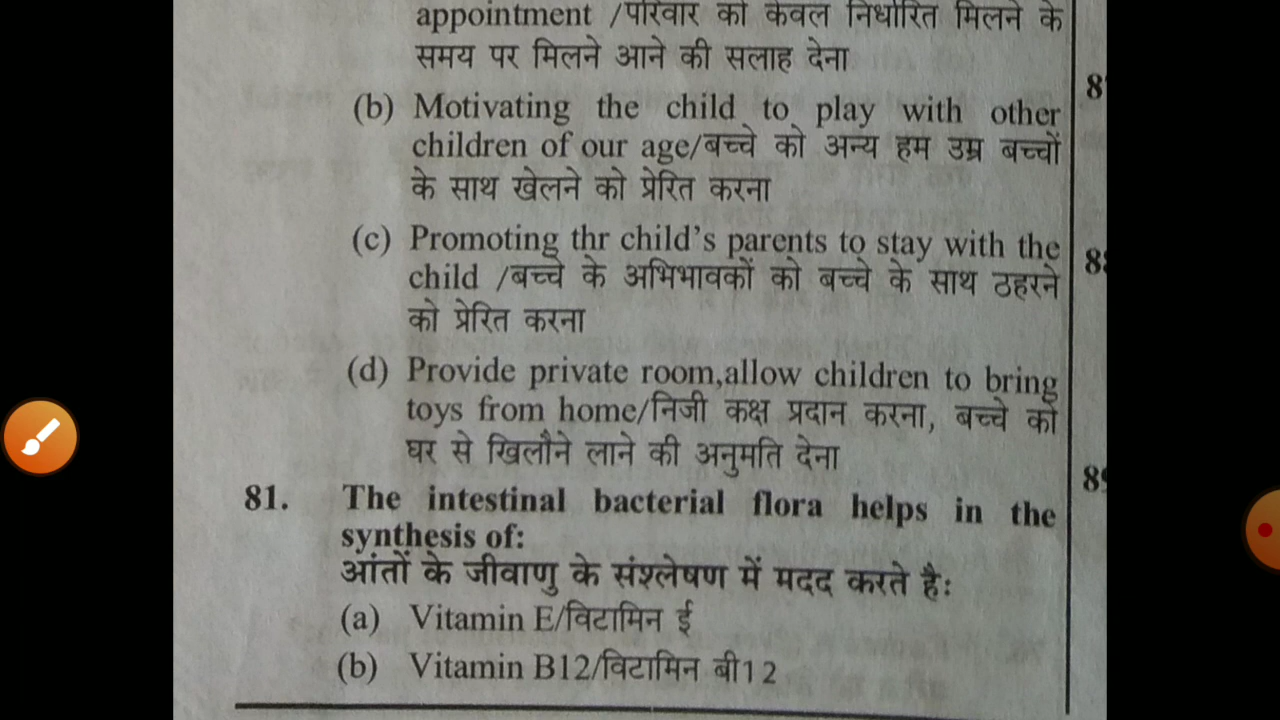 appointment /परिवार को केवल निर्धारित मिलने के
समय पर मिलने आने की सलाह देना
(b) Motivating the child to play with other
children of our age/बच्चे को अन्य हम उम्र बच्चों
के साथ खेलने को प्रेरित करना
(c) Promoting thr child's parents to stay with the
child /बच्चे के अभिभावकों को बच्चे के साथ ठहरने
को प्रेरित करना
(d) Provide private room,allow children to bring
toys from home/निजी कक्ष प्रदान करना, बच्चे को
घर से खिलौने लाने की अनुमति देना
81. The intestinal bacterial flora helps in the
synthesis of:
आंतों के जीवाणु के संश्लेषण में मदद करते हैः
(a) Vitamin E/विटामिन ई
(b) Vitamin B12/विटामिन बी12